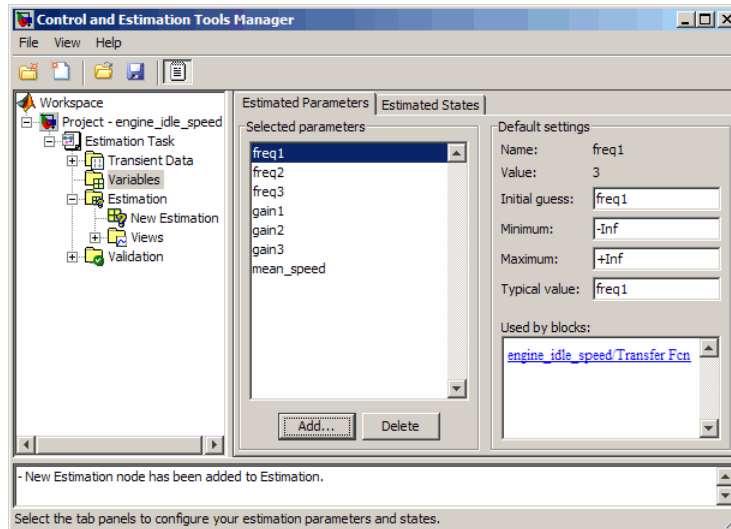 Control and Estimation Tools Manager
File View Help
Workspace
Project - engine_idle_speed
Estimation Task
Transient Data
Variables
Estimation
New Estimation
Views
Validation
Estimated Parameters
Estimated States
Selected parameters
freq1
freq2
freq3
gain1
gain2
gain3
mean_speed
Add...
Delete
Default settings
Name: freq1
Value: 3
Initial guess: freq1
Minimum: -Inf
Maximum: +Inf
Typical value: freq1
Used by blocks:
engine_idle_speed/Transfer Fcn
- New Estimation node has been added to Estimation.
Select the tab panels to configure your estimation parameters and states.